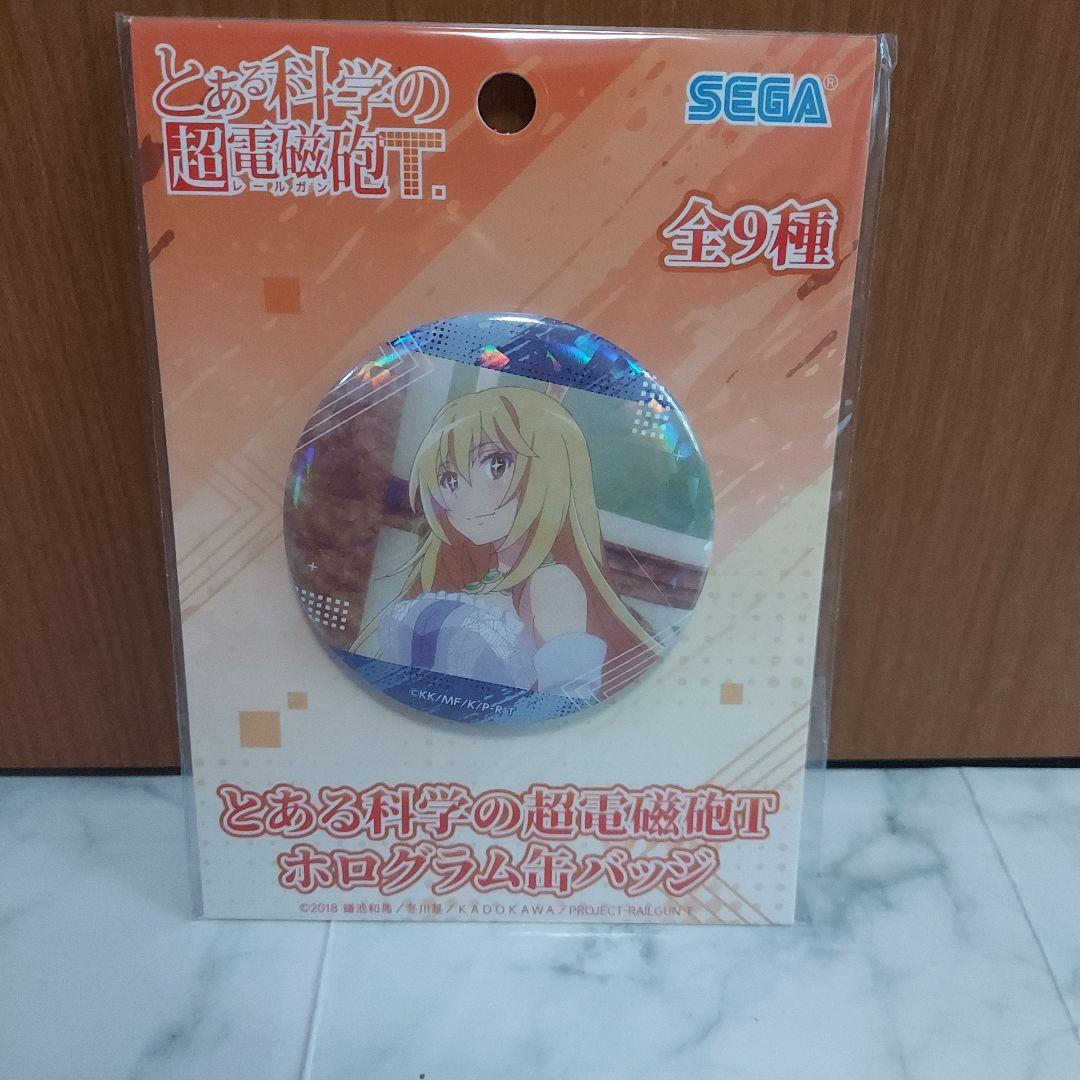 とある科学の
超電磁砲T.
レールガン
SEGA®
全9種
©KK/MF/K/P-R T
とある科学の超電磁砲T
ホログラム缶バッジ
©2018 鎌池和馬/冬川基/KADOKAWA/PROJECT-RAILGUN T